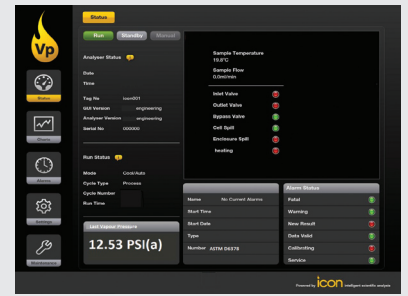 Status
Vp
Run Standby Manual
Analyser Status
Date
Time
Tag No icon001
GUI Version engineering
Analyser Version engineering
Serial No 000000
Run Status
Mode Cook/Auto
Cycle Type Process
Cycle Number
Run Time
Last Vapour Pressure
12.53 PSI(a)
Sample Temperature
19.8°C
Sample Flow
0.0ml/min
Inlet Valve
Outlet Valve
Bypass Valve
Cell Spill
Enclosure Spill
heating
Name No Current Alarms
Start Time
Start Date
Type
Number ASTM D6378
Alarm Status
Fatal
Warning
New Result
Data Valid
Calibrating
Service
Status
Charts
Alarms
Settings
Maintenance
Powered by icon intelligent scientific analysis